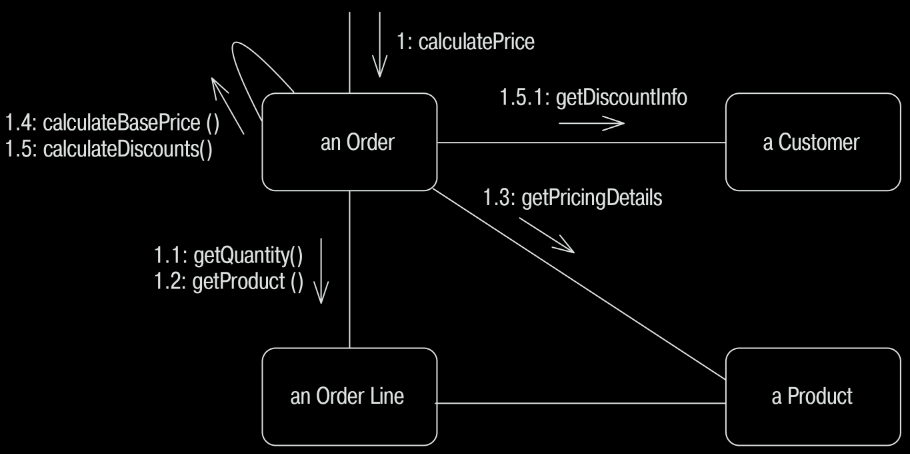 1: calculatePrice
1.5.1: getDiscountInfo
1.4: calculateBasePrice ()
1.5: calculateDiscounts()
an Order
a Customer
1.3: getPricingDetails
1.1: getQuantity()
1.2: getProduct ()
an Order Line
a Product